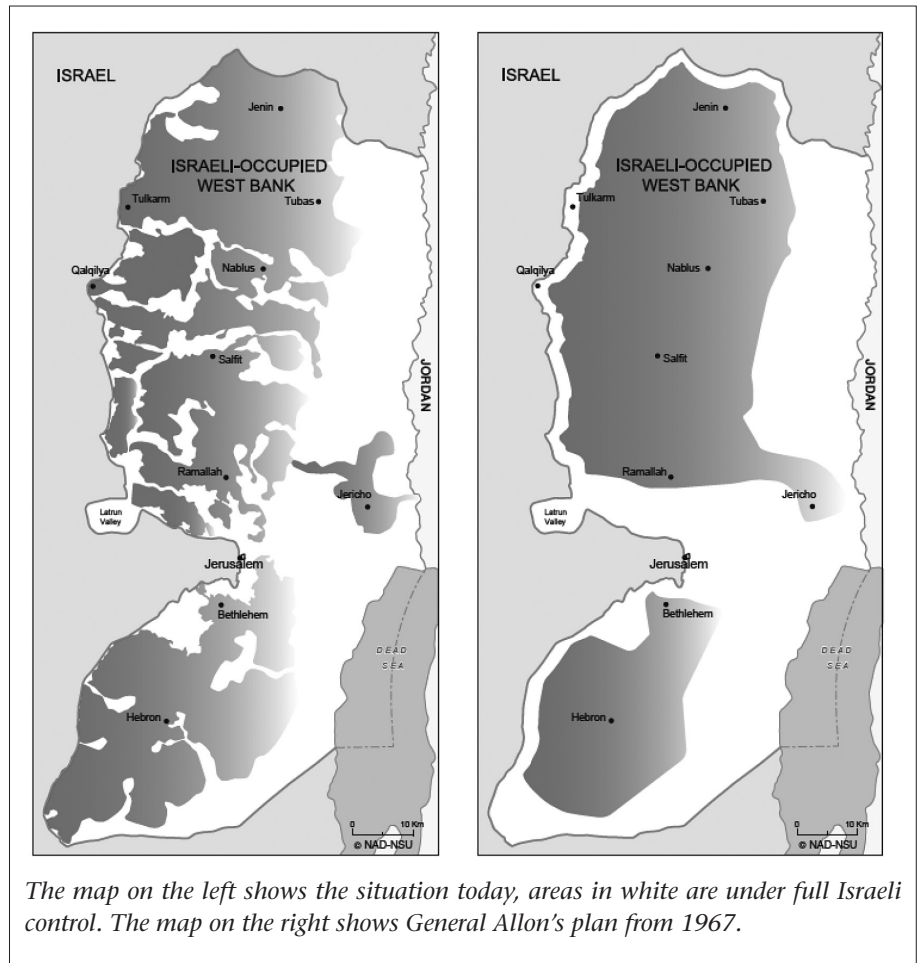 ISRAEL
Jenin
ISRAELI-OCCUPIED
WEST BANK
Tulkarm
Tubas
Qalqilya
Nablus
Salfit
JORDAN
Ramallah
Jericho
Latrun
Valley
Jerusalem
Bethlehem
DEAD
SEA
Hebron
0 10 Km
© NAD-NSU
ISRAEL
Jenin
ISRAELI-OCCUPIED
WEST BANK
Tulkarm
Tubas
Qalqilya
Nablus
Salfit
JORDAN
Ramallah
Jericho
Latrun
Valley
Jerusalem
Bethlehem
DEAD
SEA
Hebron
0 10 Km
© NAD-NSU
The map on the left shows the situation today, areas in white are under full Israeli
control. The map on the right shows General Allon's plan from 1967.